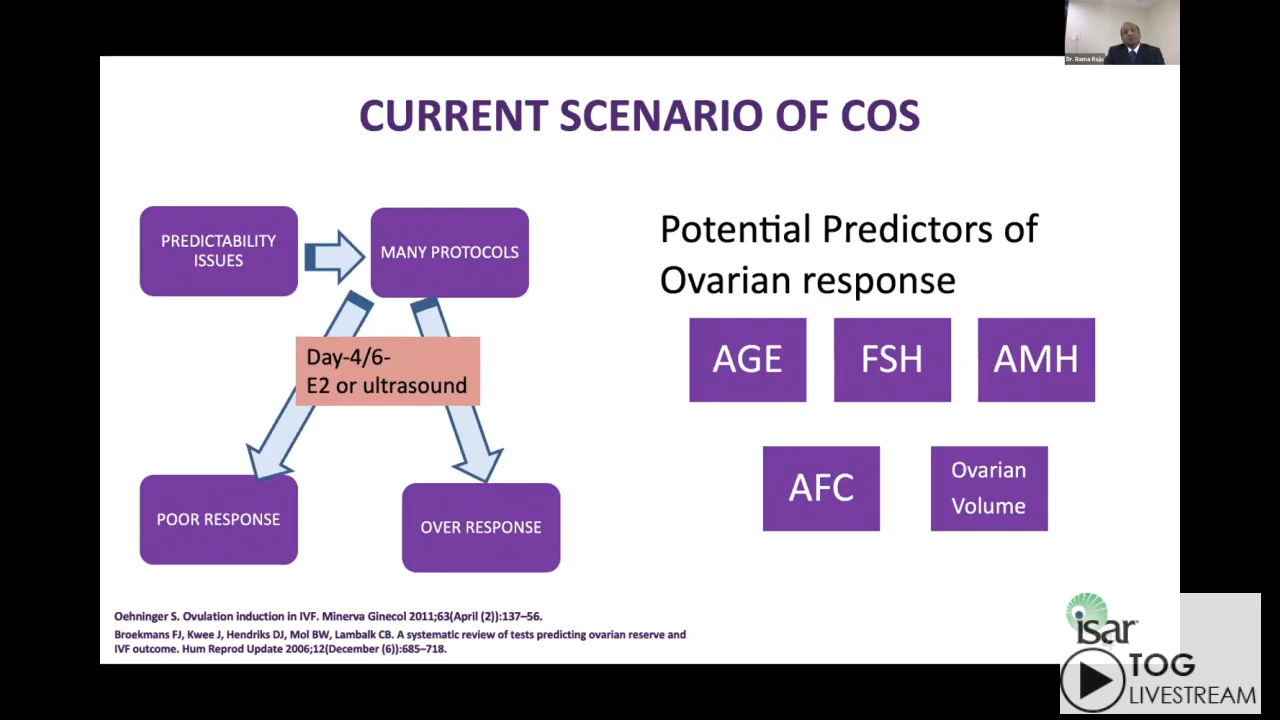 Dr. Rama Raju
CURRENT SCENARIO OF COS
PREDICTABILITY
ISSUES
MANY PROTOCOLS
Day-4/6-
E2 or ultrasound
POOR RESPONSE
OVER RESPONSE
Potential Predictors of
Ovarian response
AGE
FSH
AMH
AFC
Ovarian
Volume
Oehninger S. Ovulation induction in IVF. Minerva Ginecol 2011;63(April (2)):137–56.
Broekmans FJ, Kwee J, Hendriks DJ, Mol BW, Lambalk CB. A systematic review of tests predicting ovarian reserve and
IVF outcome. Hum Reprod Update 2006;12(December (6)):685–718.
isar
TOG
LIVESTREAM